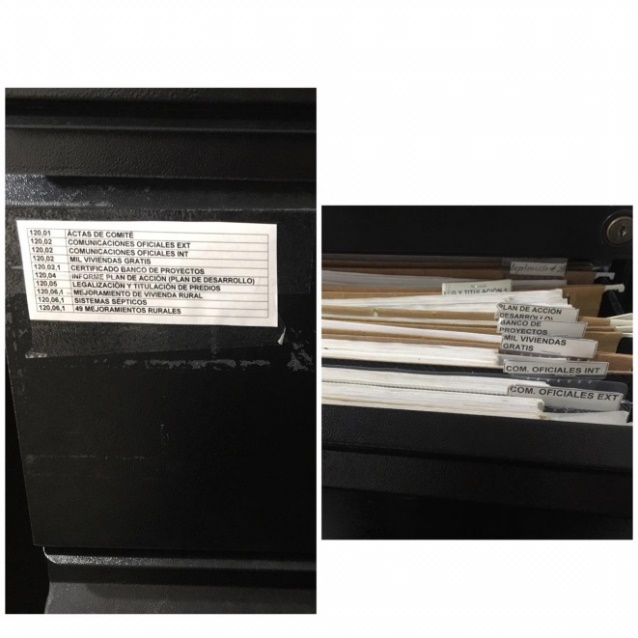 120,01 ACTAS DE COMITÉ
120,02 COMUNICACIONES OFICIALES EXT
120,02 COMUNICACIONES OFICIALES INT
120,02 MIL VIVIENDAS GRATIS
120,02,1 CERTIFICADO BANCO DE PROYECTOS
120,04 INFORME PLAN DE ACCIÓN (PLAN DE DESARROLLO)
120,05 LEGALIZACIÓN Y TITULACIÓN DE PREDIOS
120,06,1 MEJORAMIENTO DE VIVIENDA RURAL
120,06,1 SISTEMAS SÉPTICOS
120,06,1 49 MEJORAMIENTOS RURALES
Y TITULACIÓN
PLAN DE ACCIÓN
DESARROLLO)
BANCO DE
PROYECTOS
MIL VIVIENDAS
GRATIS
COM. OFICIALES INT
COM. OFICIALES EXT